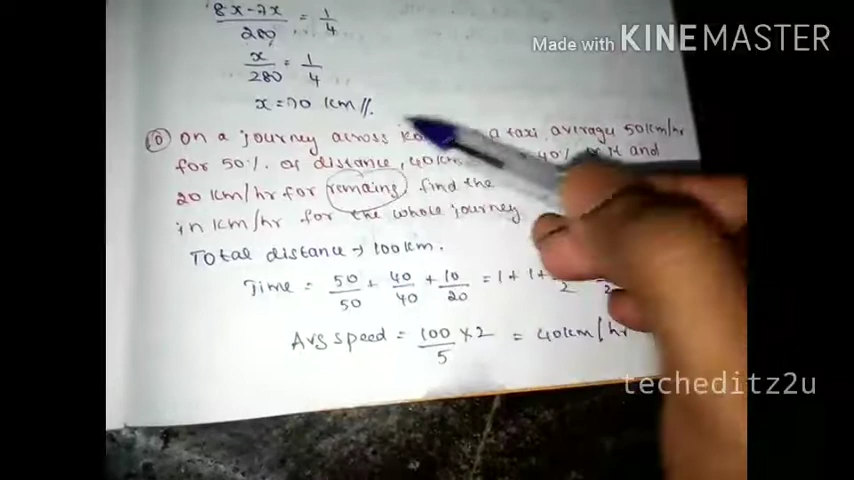 8x-7x/280 = 1/4
Made with KINEMASTER
x/280 = 1/4
x = 70 km //.
10 On a journey across a taxi average 50km/hr
for 50% of distance, 40km 40% of it and
20 km/hr for remains find the
in km/hr for the whole journey
Total distance → 100km.
Time = 50/50 + 40/40 + 10/20 = 1 + 1 + /2
Avg speed = 100/5 × 2 = 40km/hr
techeditz2u